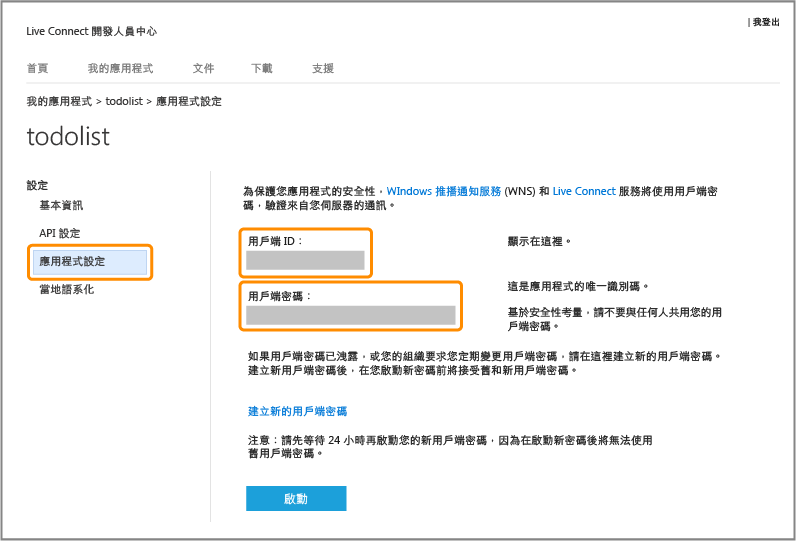 | 我登出
Live Connect 開發人員中心
首頁 我的應用程式 文件 下載 支援
我的應用程式 > todolist > 應用程式設定
todolist
設定
基本資訊
API 設定
應用程式設定
當地語系化
為保護您應用程式的安全性，WIndows 推播通知服務 (WNS) 和 Live Connect 服務將使用用戶端密
碼，驗證來自您伺服器的通訊。
用戶端 ID：
顯示在這裡。
用戶端密碼：
這是應用程式的唯一識別碼。
基於安全性考量，請不要與任何人共用您的用
戶端密碼。
如果用戶端密碼已洩露，或您的組織要求您定期變更用戶端密碼，請在這裡建立新的用戶端密碼。
建立新用戶端密碼後，在您啟動新密碼前將接受舊和新用戶端密碼。
建立新的用戶端密碼
注意：請先等待 24 小時再啟動您的新用戶端密碼，因為在啟動新密碼後將無法使用
舊用戶端密碼。
啟動